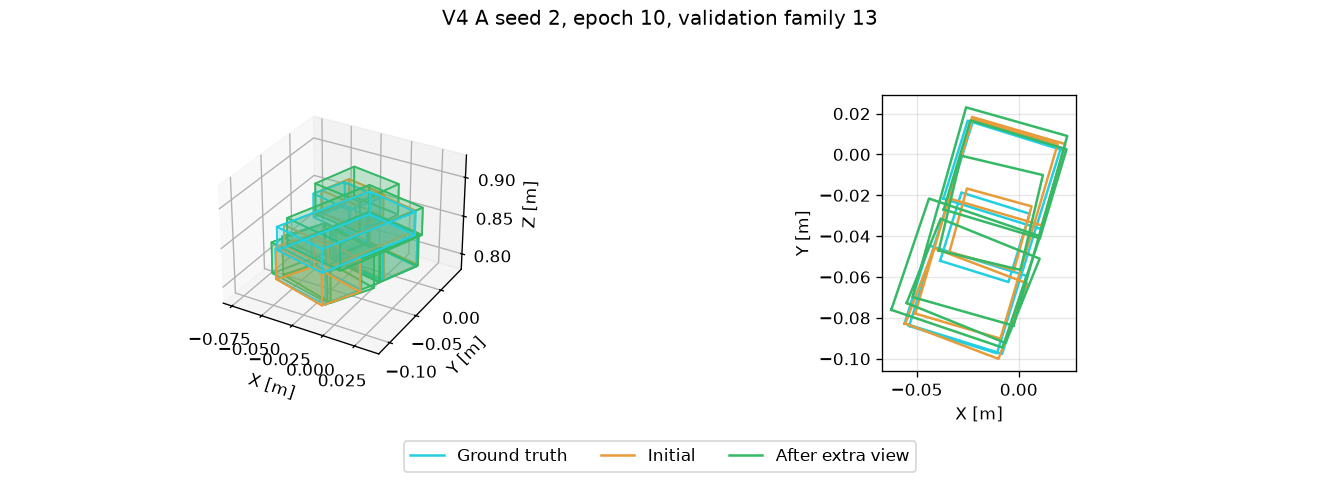 V4 A seed 2, epoch 10, validation family 13
0.90
0.85
0.80
Z [m]
0.00
−0.05
−0.10
Y [m]
−0.075
−0.050
−0.025
0.000
0.025
X [m]
0.02
0.00
−0.02
−0.04
−0.06
−0.08
−0.10
Y [m]
−0.05
0.00
X [m]
Ground truth
Initial
After extra view